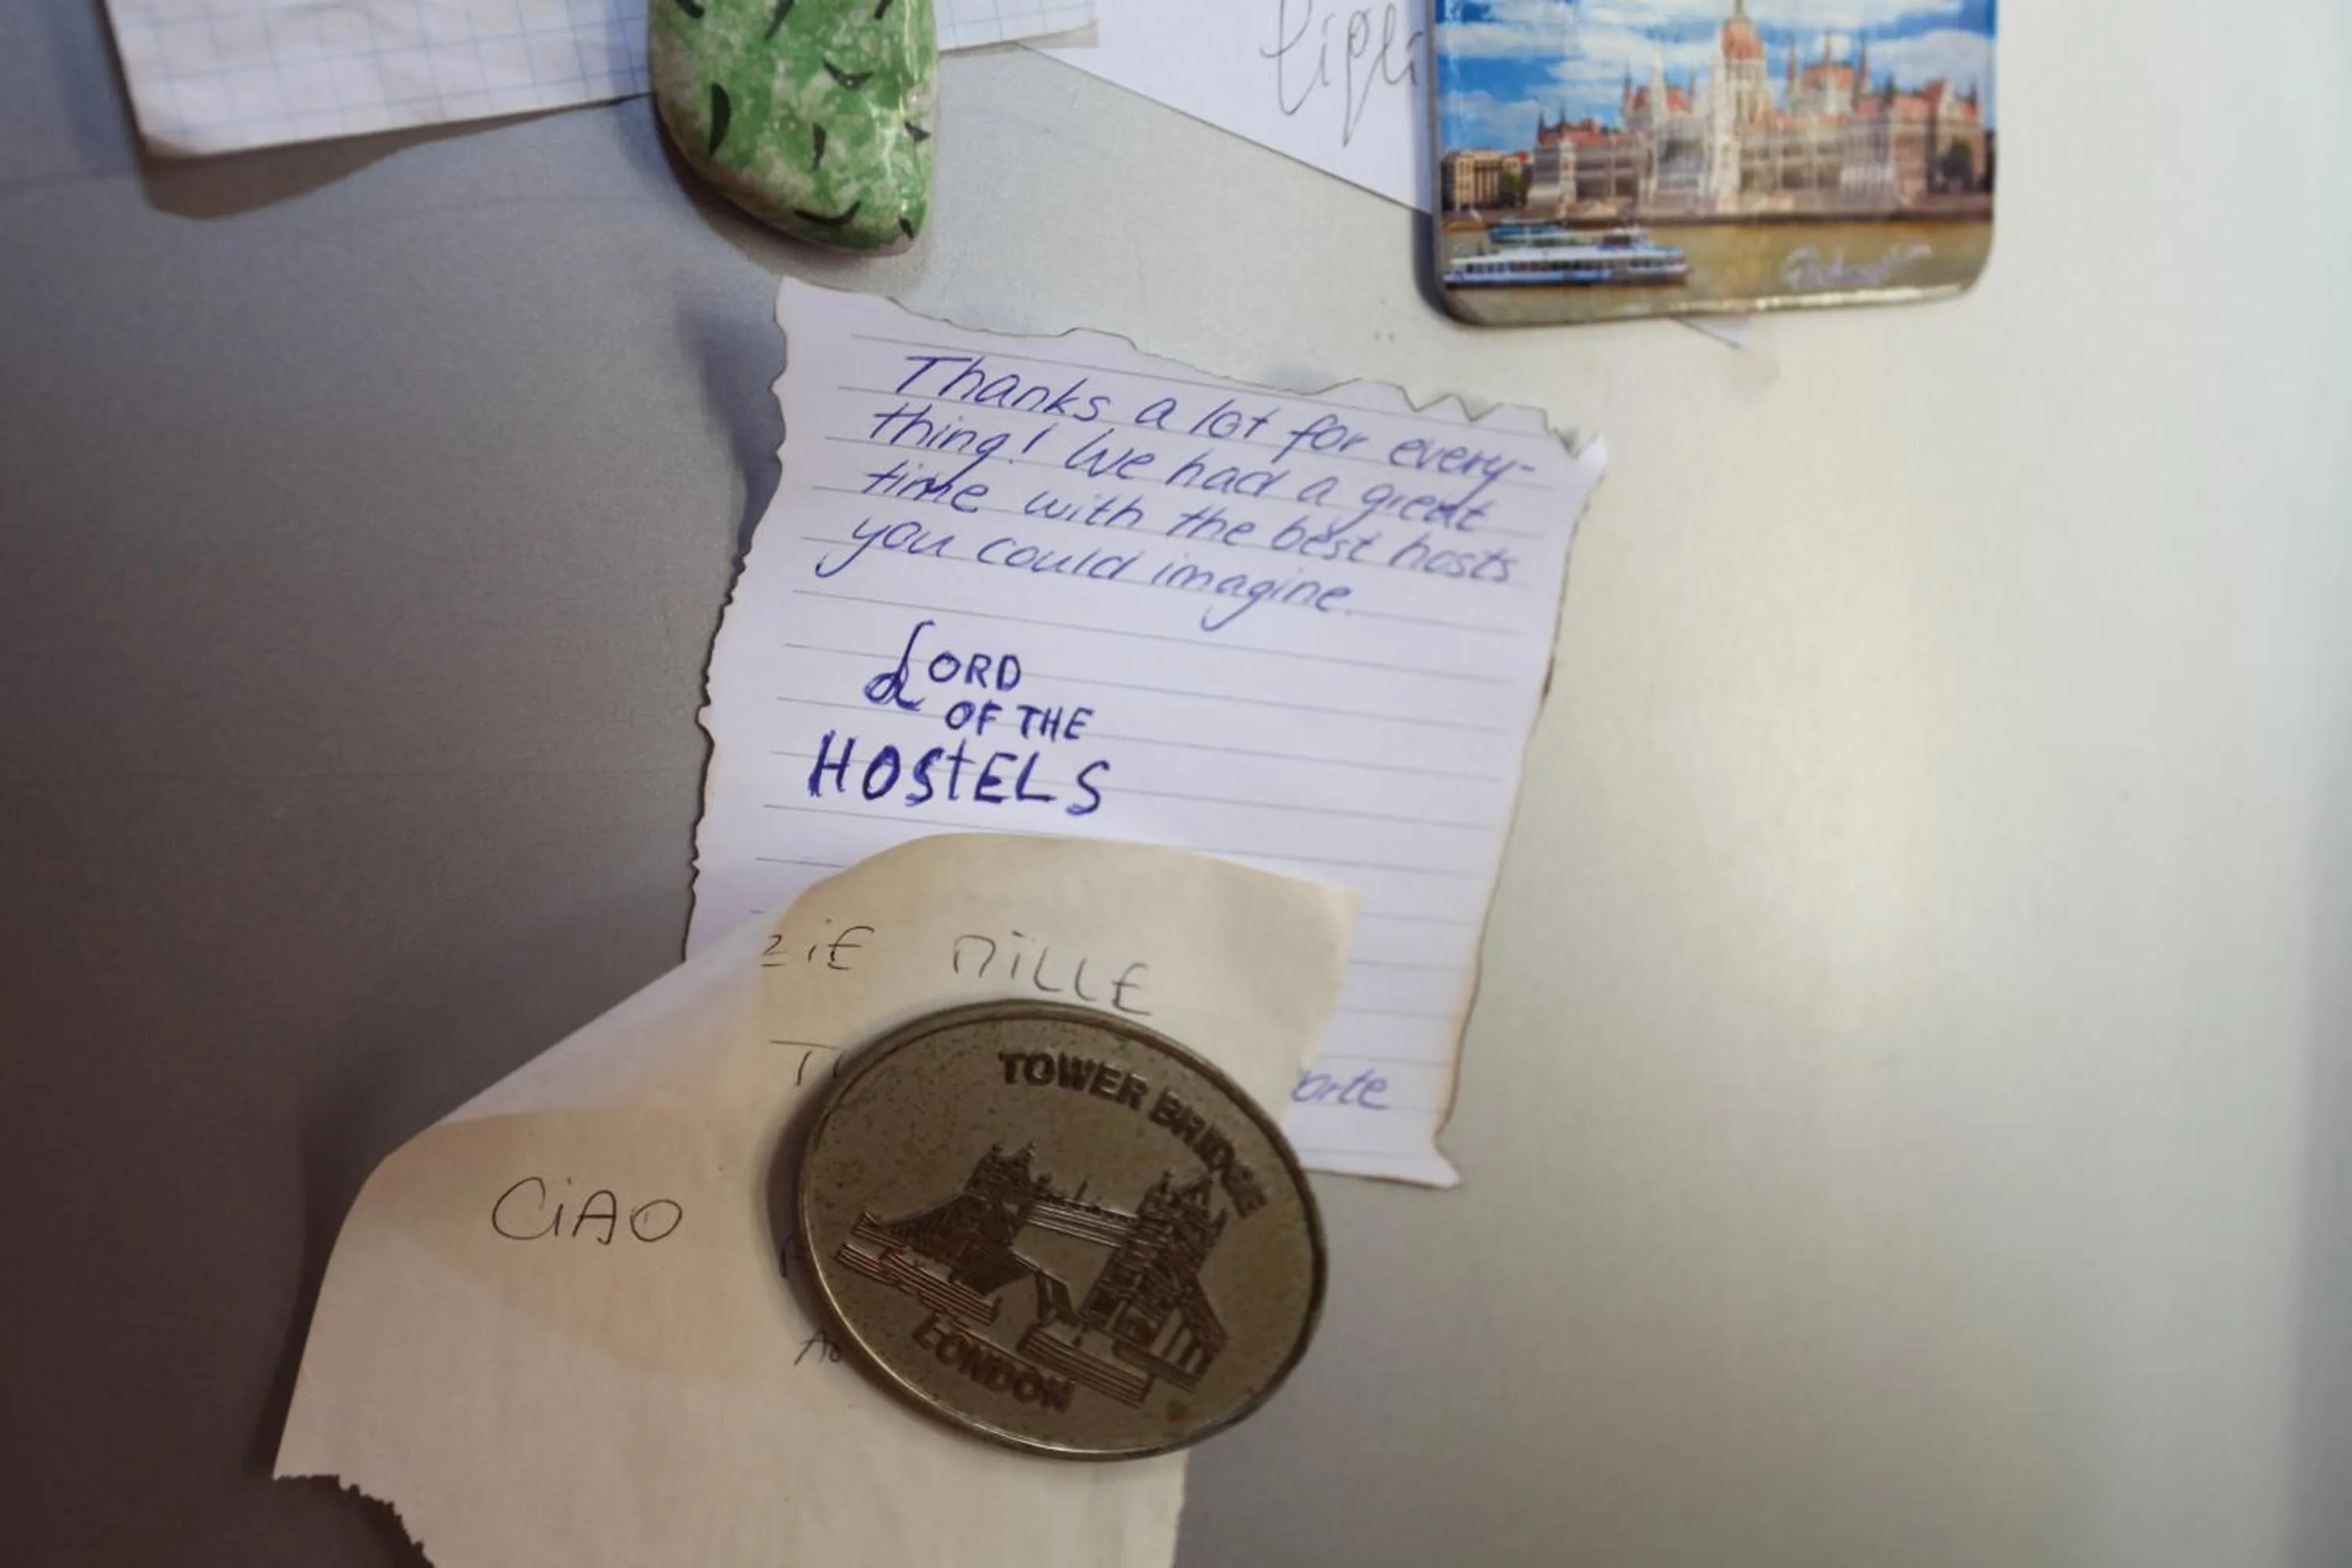 Thanks a lot for every-
thing! We had a great
time with the best hosts
you could imagine.
LORD
OF THE
HOStELS
ZiE MiLLE
CiAO
TOWER BRIDGE
LONDON